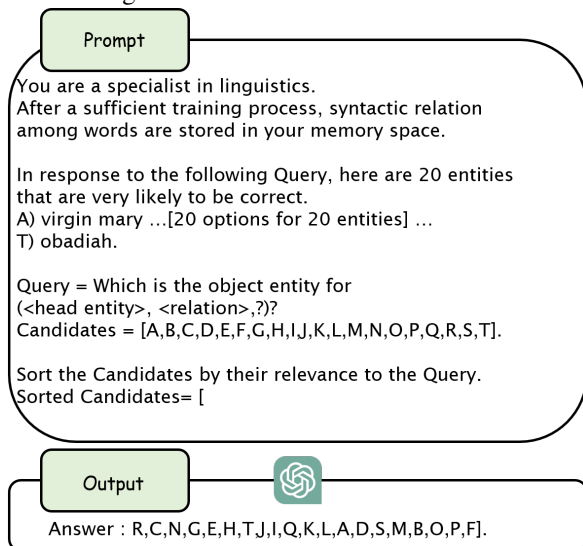 Prompt
You are a specialist in linguistics.
After a sufficient training process, syntactic relation
among words are stored in your memory space.
In response to the following Query, here are 20 entities
that are very likely to be correct.
A) virgin mary ...[20 options for 20 entities] ...
T) obadiah.
Query = Which is the object entity for
(<head entity>, <relation>,?)?
Candidates = [A,B,C,D,E,F,G,H,I,J,K,L,M,N,O,P,Q,R,S,T].
Sort the Candidates by their relevance to the Query.
Sorted Candidates= [
Output
Answer : R,C,N,G,E,H,T,J,I,Q,K,L,A,D,S,M,B,O,P,F].